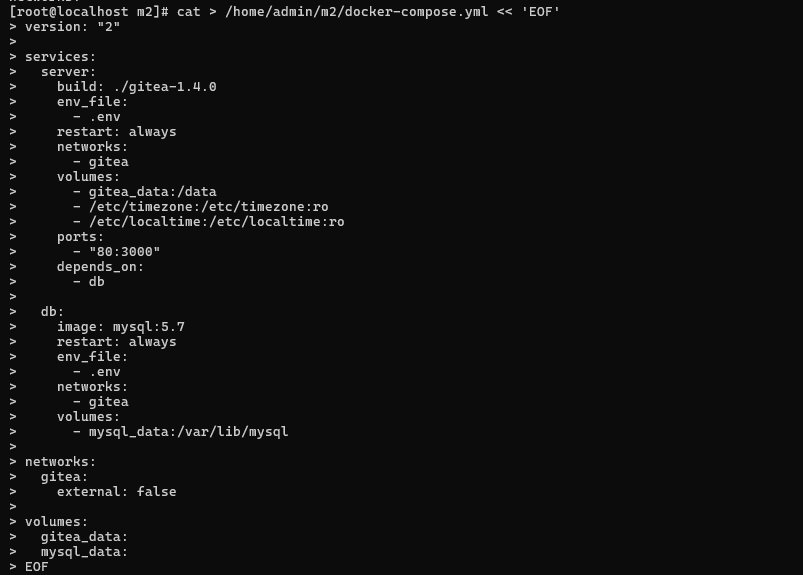 [root@localhost m2]# cat > /home/admin/m2/docker-compose.yml << 'EOF'
> version: "2"
>
> services:
>   server:
>     build: ./gitea-1.4.0
>     env_file:
>       - .env
>     restart: always
>     networks:
>       - gitea
>     volumes:
>       - gitea_data:/data
>       - /etc/timezone:/etc/timezone:ro
>       - /etc/localtime:/etc/localtime:ro
>     ports:
>       - "80:3000"
>     depends_on:
>       - db
>
>   db:
>     image: mysql:5.7
>     restart: always
>     env_file:
>       - .env
>     networks:
>       - gitea
>     volumes:
>       - mysql_data:/var/lib/mysql
>
> networks:
>   gitea:
>     external: false
>
> volumes:
>   gitea_data:
>   mysql_data:
> EOF